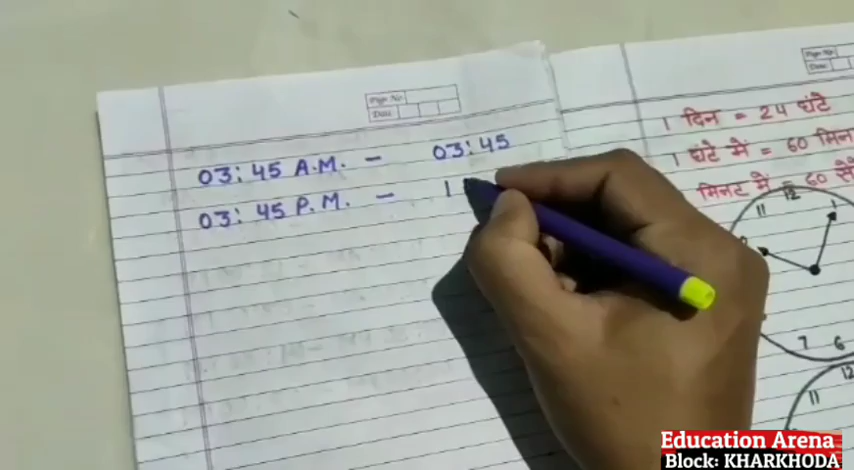 Page No.
Date
03:45 A.M. - 03:45
03:45 P.M. - 1
Page No.
Date
1 दिन = 24 घंटे
1 घंटे में = 60
मिनट में = 60
11 12 1
7 6
11 12
Education Arena
Block: KHARKHODA